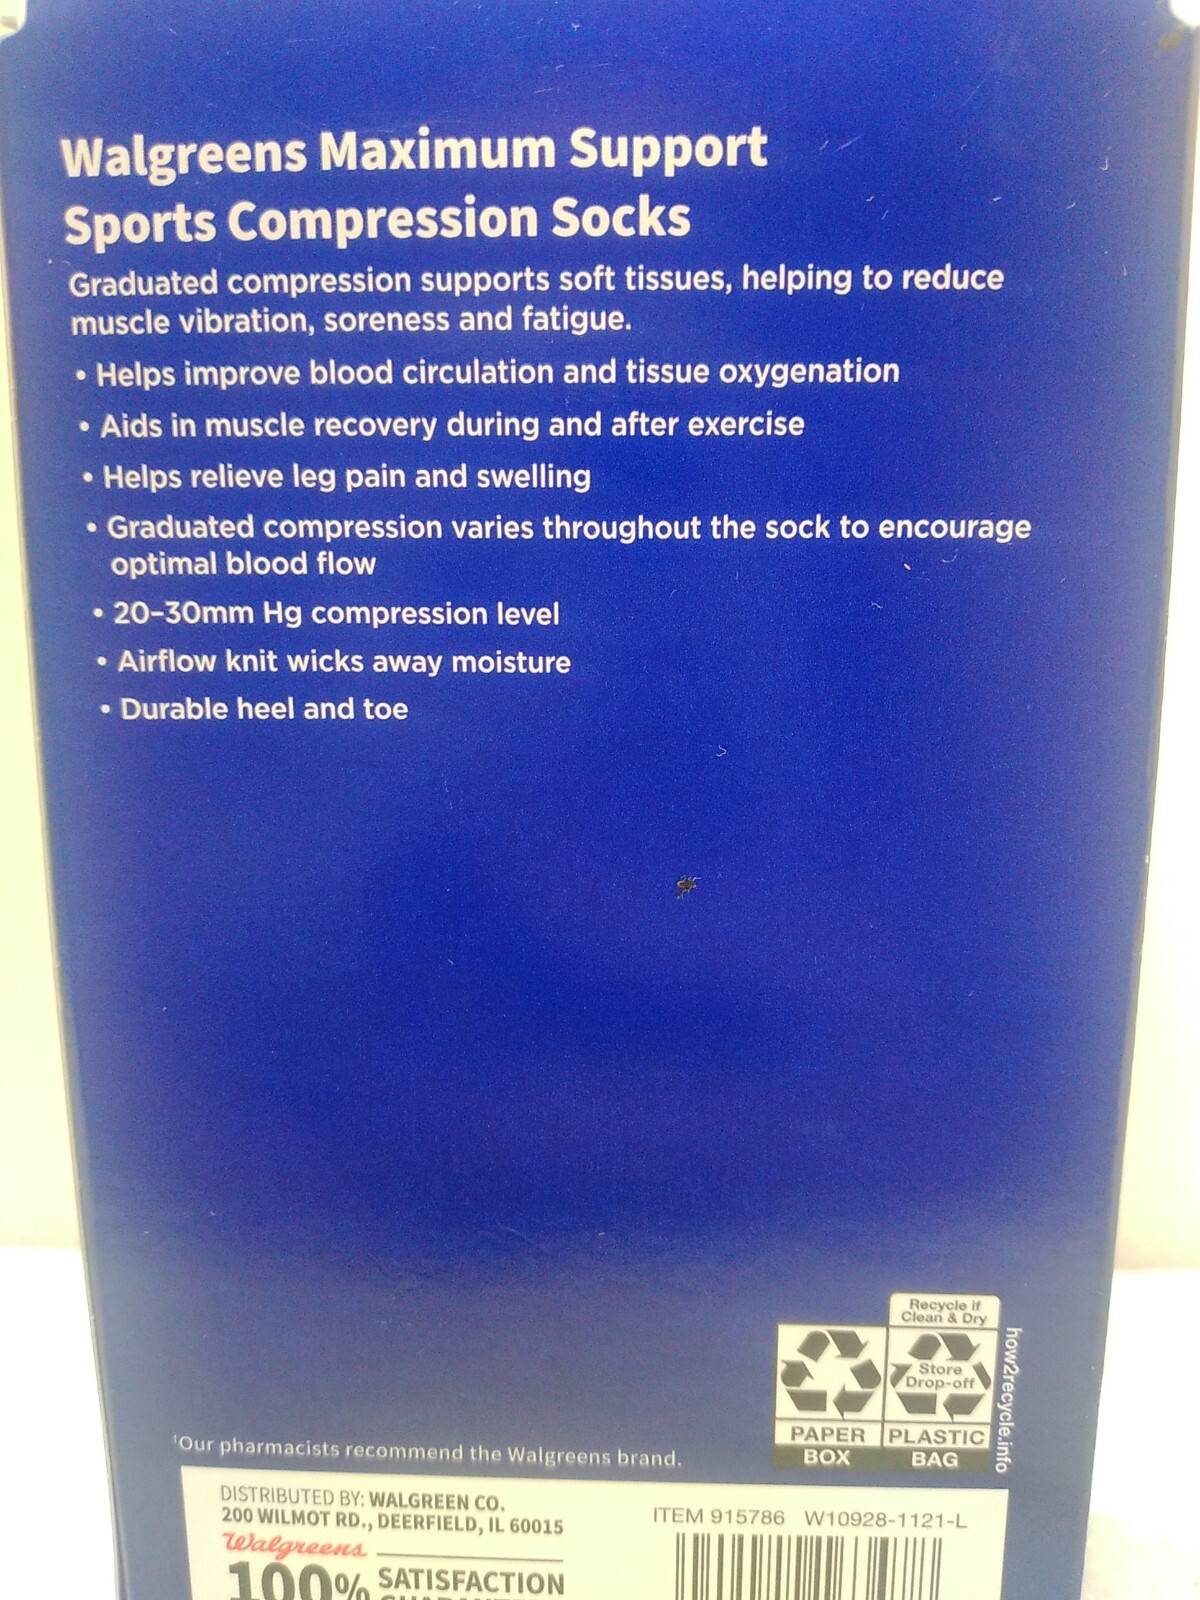 Walgreens Maximum Support
Sports Compression Socks
Graduated compression supports soft tissues, helping to reduce
muscle vibration, soreness and fatigue.
• Helps improve blood circulation and tissue oxygenation
• Aids in muscle recovery during and after exercise
• Helps relieve leg pain and swelling
• Graduated compression varies throughout the sock to encourage
optimal blood flow
• 20–30mm Hg compression level
• Airflow knit wicks away moisture
• Durable heel and toe
Recycle if
Clean & Dry
Store
Drop-off
PAPER
BOX
PLASTIC
BAG
how2recycle.info
¹Our pharmacists recommend the Walgreens brand.
DISTRIBUTED BY: WALGREEN CO.
200 WILMOT RD., DEERFIELD, IL 60015
Walgreens
100% SATISFACTION
ITEM 915786 W10928-1121-L